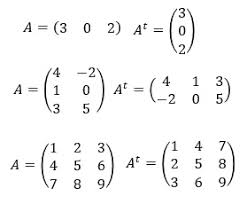 A = (3 0 2) Aᵗ = (3
0
2)
A = (4 -2
1 0
3 5) Aᵗ = (4 1 3
-2 0 5)
A = (1 2 3
4 5 6
7 8 9) Aᵗ = (1 4 7
2 5 8
3 6 9)